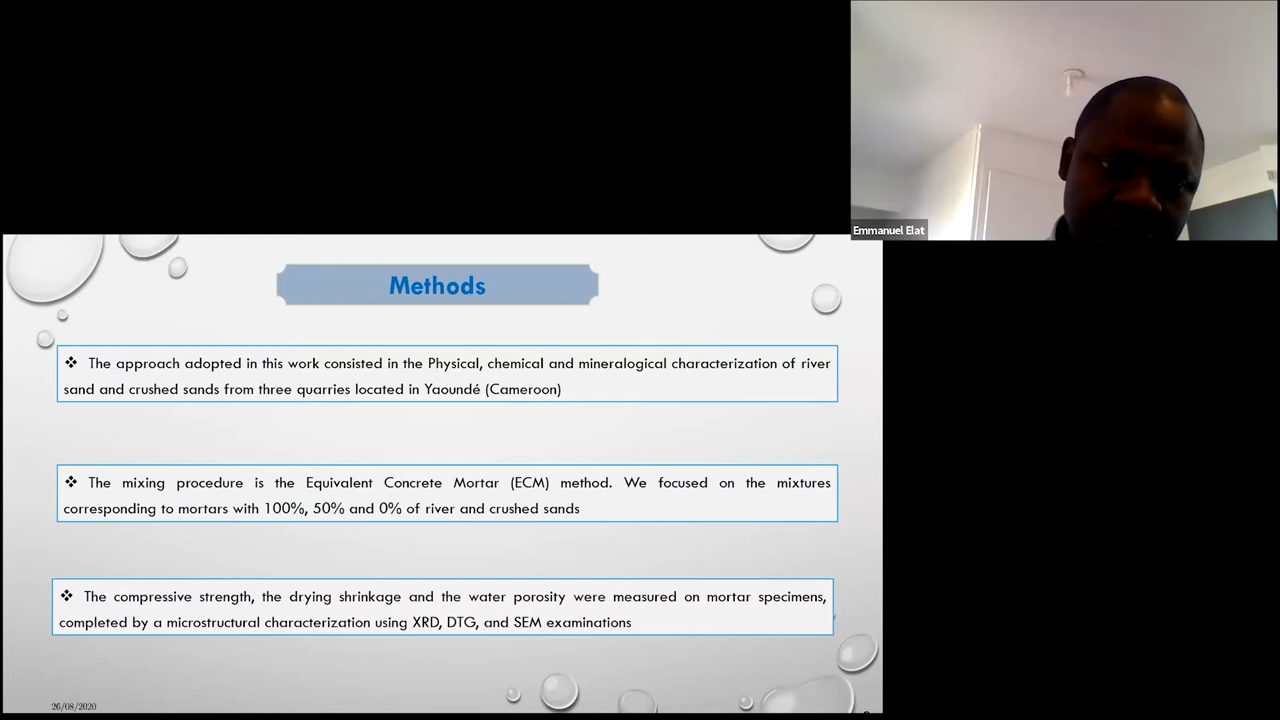 Emmanuel Elat
Methods
❖ The approach adopted in this work consisted in the Physical, chemical and mineralogical characterization of river
sand and crushed sands from three quarries located in Yaoundé (Cameroon)
❖ The mixing procedure is the Equivalent Concrete Mortar (ECM) method. We focused on the mixtures
corresponding to mortars with 100%, 50% and 0% of river and crushed sands
❖ The compressive strength, the drying shrinkage and the water porosity were measured on mortar specimens,
completed by a microstructural characterization using XRD, DTG, and SEM examinations
26/08/2020